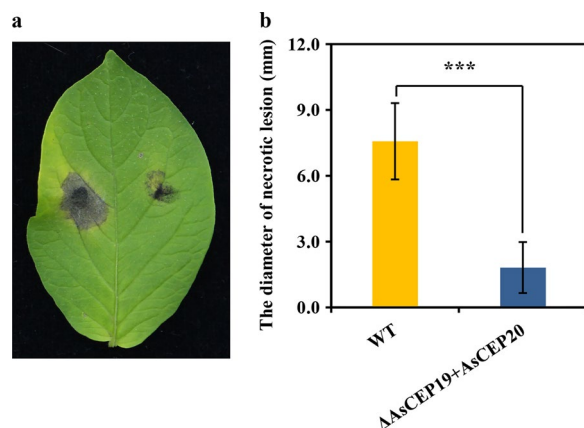 a
b
The diameter of necrotic lesion (mm)
12.0
9.0
6.0
3.0
0.0
***
WT
ΔAsCEP19+AsCEP20